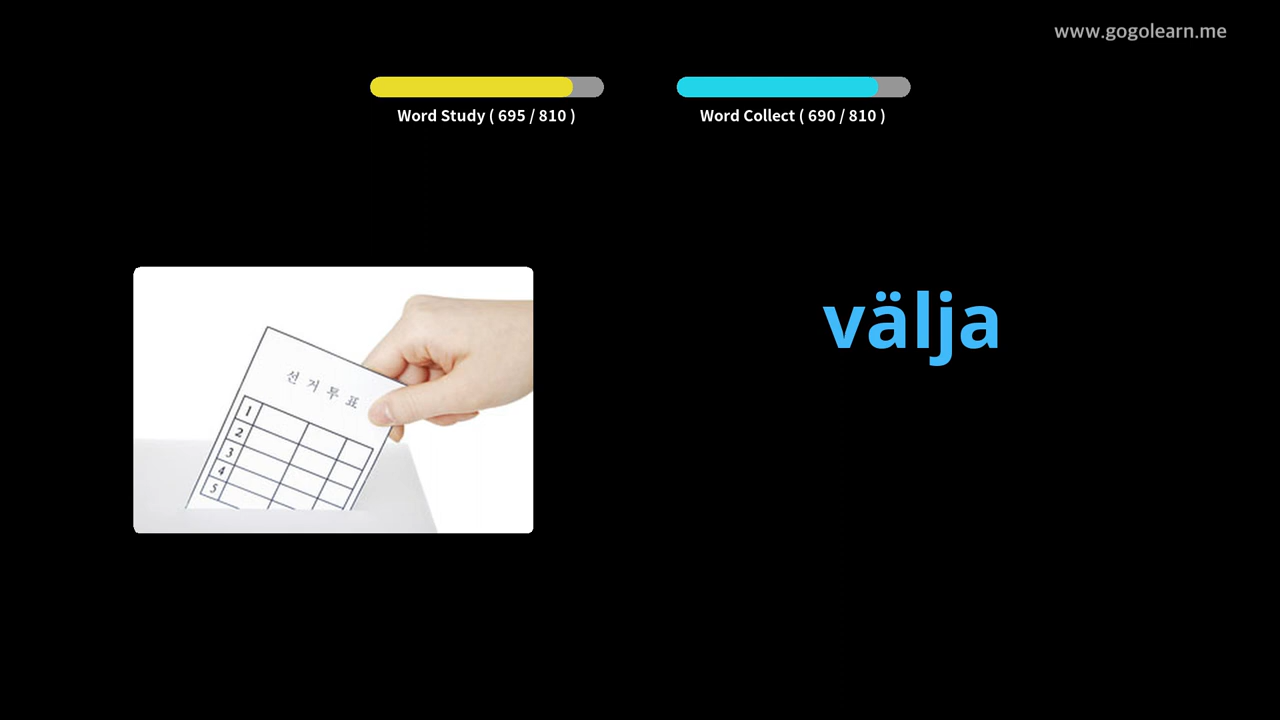 www.gogolearn.me
Word Study ( 695 / 810 )
Word Collect ( 690 / 810 )
välja
선거투표
1
2
3
4
5